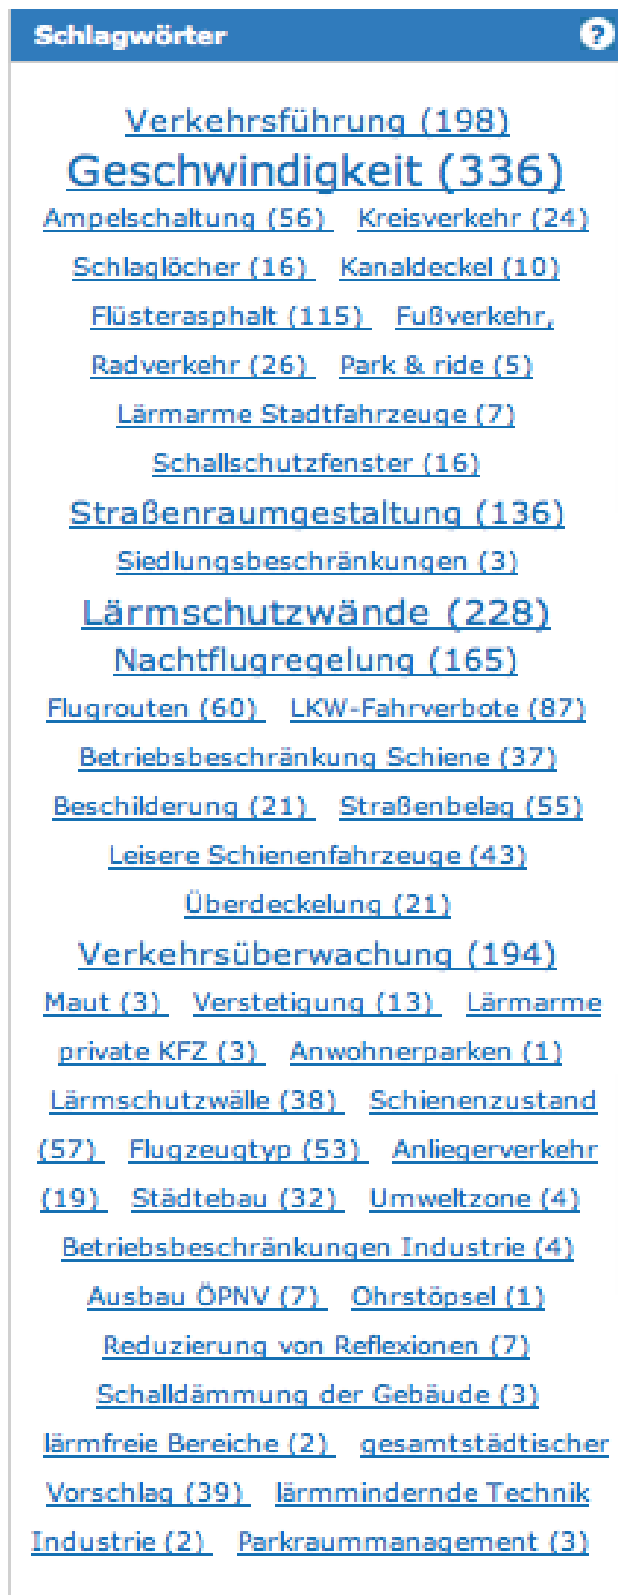 Schlagwörter ?
Verkehrsführung (198)
Geschwindigkeit (336)
Ampelschaltung (56) Kreisverkehr (24)
Schlaglöcher (16) Kanaldeckel (10)
Flüsterasphalt (115) Fußverkehr,
Radverkehr (26) Park & ride (5)
Lärmarme Stadtfahrzeuge (7)
Schallschutzfenster (16)
Straßenraumgestaltung (136)
Siedlungsbeschränkungen (3)
Lärmschutzwände (228)
Nachtflugregelung (165)
Flugrouten (60) LKW-Fahrverbote (87)
Betriebsbeschränkung Schiene (37)
Beschilderung (21) Straßenbelag (55)
Leisere Schienenfahrzeuge (43)
Überdeckelung (21)
Verkehrsüberwachung (194)
Maut (3) Verstetigung (13) Lärmarme
private KFZ (3) Anwohnerparken (1)
Lärmschutzwälle (38) Schienenzustand
(57) Flugzeugtyp (53) Anliegerverkehr
(19) Städtebau (32) Umweltzone (4)
Betriebsbeschränkungen Industrie (4)
Ausbau ÖPNV (7) Ohrstöpsel (1)
Reduzierung von Reflexionen (7)
Schalldämmung der Gebäude (3)
lärmfreie Bereiche (2) gesamtstädtischer
Vorschlag (39) lärmmindernde Technik
Industrie (2) Parkraummanagement (3)